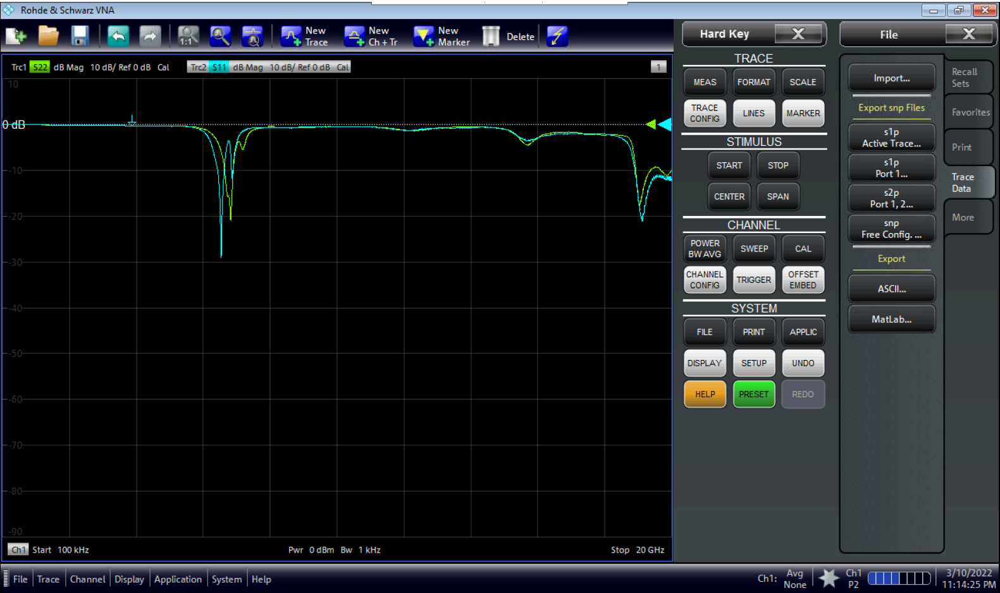 Rohde & Schwarz VNA
1:1
New Trace
New Ch + Tr
New Marker
Delete
Trc1 S22 dB Mag 10 dB/ Ref 0 dB Cal
Trc2 S11 dB Mag 10 dB/ Ref 0 dB Cal
1
10
0 dB
-10
-20
-30
-40
-50
-60
-70
-80
-90
Ch1 Start 100 kHz
Pwr 0 dBm Bw 1 kHz
Stop 20 GHz
Hard Key X
TRACE
MEAS
FORMAT
SCALE
TRACE CONFIG
LINES
MARKER
STIMULUS
START
STOP
CENTER
SPAN
CHANNEL
POWER BW AVG
SWEEP
CAL
CHANNEL CONFIG
TRIGGER
OFFSET EMBED
SYSTEM
FILE
PRINT
APPLIC
DISPLAY
SETUP
UNDO
HELP
PRESET
REDO
File X
Import...
Export snp Files
s1p
Active Trace...
s1p
Port 1...
s2p
Port 1, 2...
snp
Free Config. ...
Export
ASCII...
MatLab...
Recall Sets
Favorites
Print
Trace Data
More
File Trace Channel Display Application System Help
Ch1:
Avg
None
Ch1
P2
3/10/2022
11:14:25 PM